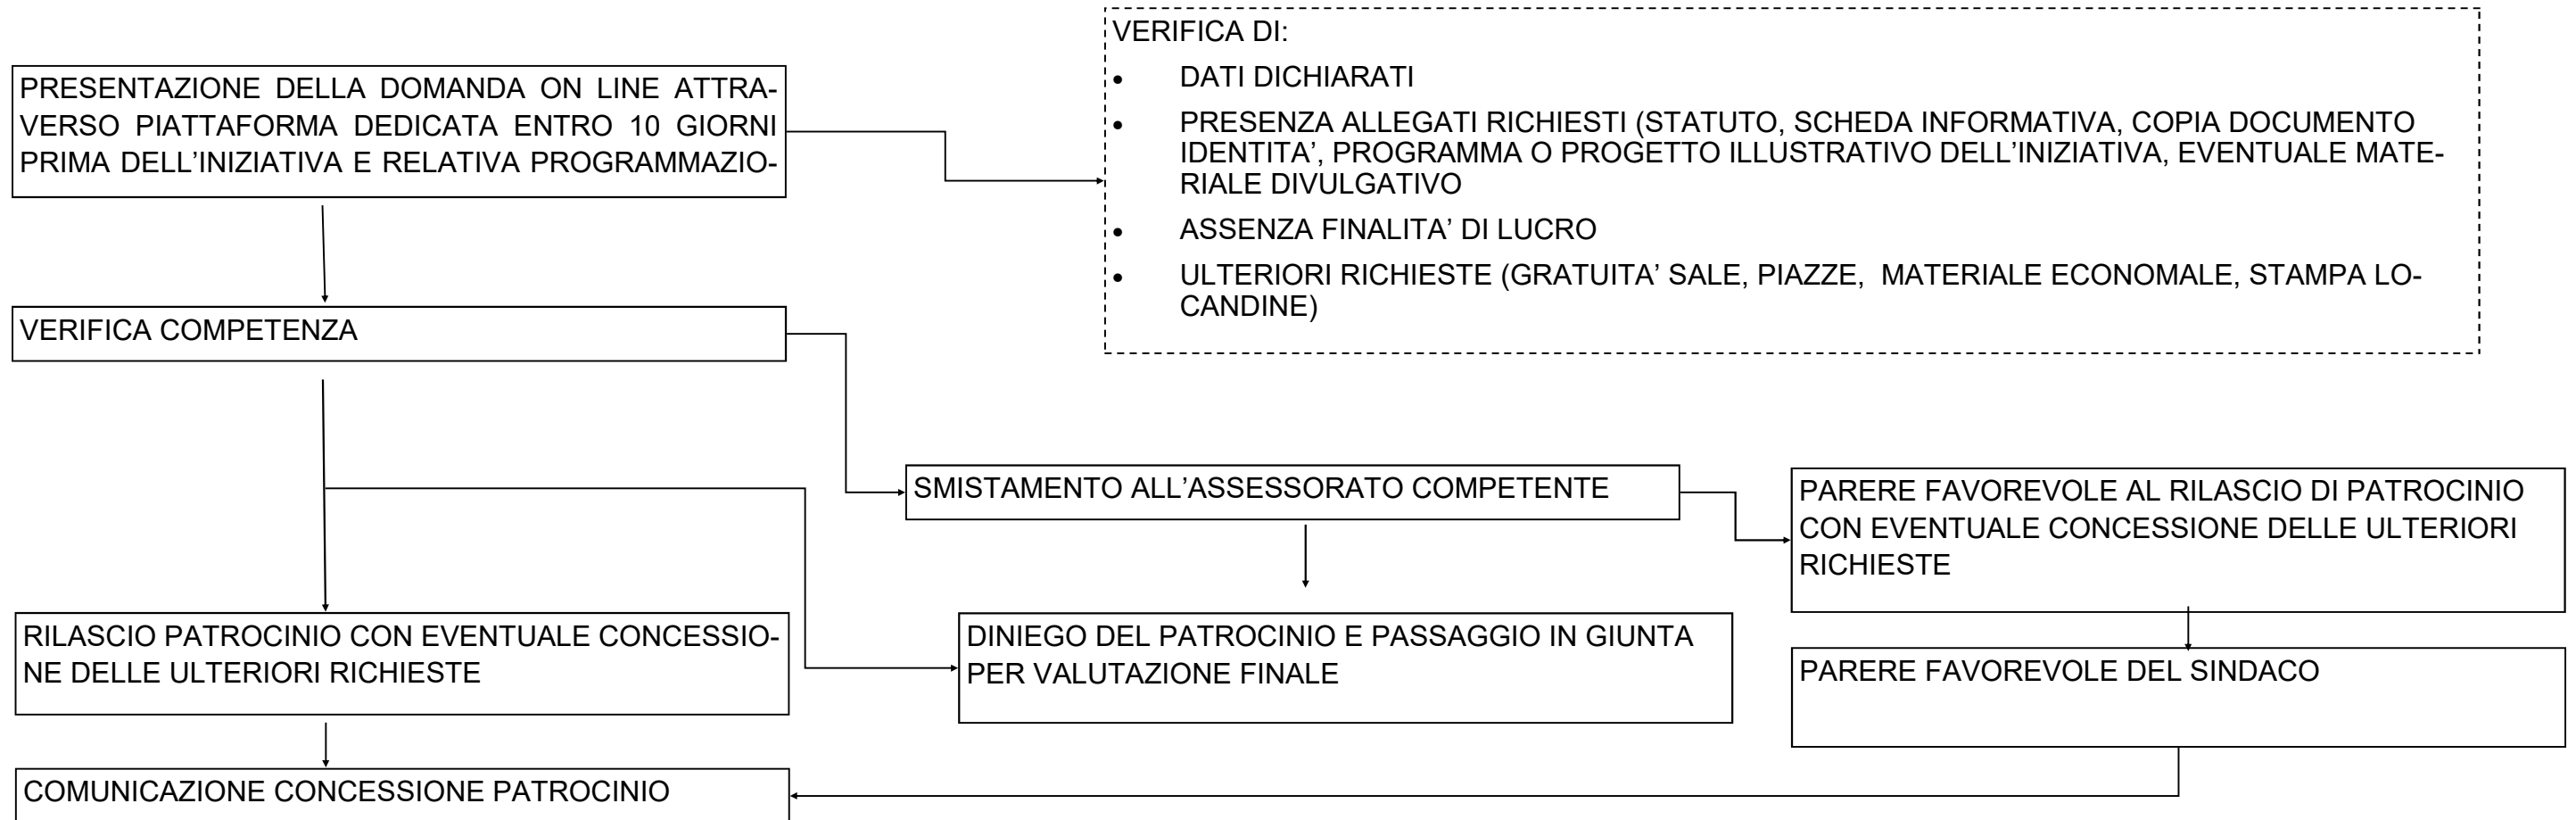 PRESENTAZIONE DELLA DOMANDA ON LINE ATTRA-
VERSO PIATTAFORMA DEDICATA ENTRO 10 GIORNI
PRIMA DELL’INIZIATIVA E RELATIVA PROGRAMMAZIO-
VERIFICA DI:
• DATI DICHIARATI
• PRESENZA ALLEGATI RICHIESTI (STATUTO, SCHEDA INFORMATIVA, COPIA DOCUMENTO
IDENTITA’, PROGRAMMA O PROGETTO ILLUSTRATIVO DELL’INIZIATIVA, EVENTUALE MATE-
RIALE DIVULGATIVO
• ASSENZA FINALITA’ DI LUCRO
• ULTERIORI RICHIESTE (GRATUITA’ SALE, PIAZZE, MATERIALE ECONOMALE, STAMPA LO-
CANDINE)
VERIFICA COMPETENZA
SMISTAMENTO ALL’ASSESSORATO COMPETENTE
PARERE FAVOREVOLE AL RILASCIO DI PATROCINIO
CON EVENTUALE CONCESSIONE DELLE ULTERIORI
RICHIESTE
RILASCIO PATROCINIO CON EVENTUALE CONCESSIO-
NE DELLE ULTERIORI RICHIESTE
DINIEGO DEL PATROCINIO E PASSAGGIO IN GIUNTA
PER VALUTAZIONE FINALE
PARERE FAVOREVOLE DEL SINDACO
COMUNICAZIONE CONCESSIONE PATROCINIO